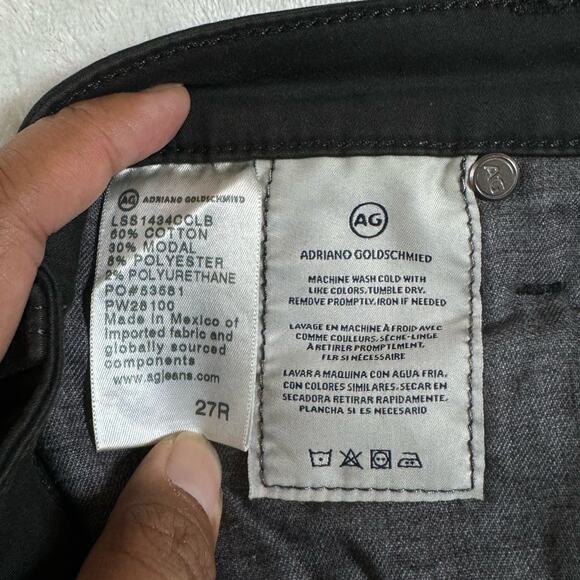 AG ADRIANO GOLDSCHMIED
LSS1434CCLB
60% COTTON
30% MODAL
8% POLYESTER
2% POLYURETHANE
PO#53581
PW28100
Made in Mexico of
imported fabric and
globally sourced
components
www.agjeans.com
27R
AG
ADRIANO GOLDSCHMIED
MACHINE WASH COLD WITH
LIKE COLORS, TUMBLE DRY.
REMOVE PROMPTLY, IRON IF NEEDED
LAVAGE EN MACHINE À FROID AVEC
COMME COULEURS, SÈCHE-LINGE
À RETIRER PROMPTEMENT,
FER SI NÉCESSAIRE
LAVAR A MAQUINA CON AGUA FRIA,
CON COLORES SIMILARES, SECAR EN
SECADORA RETIRAR RAPIDAMENTE,
PLANCHA SI ES NECESARIO
AG